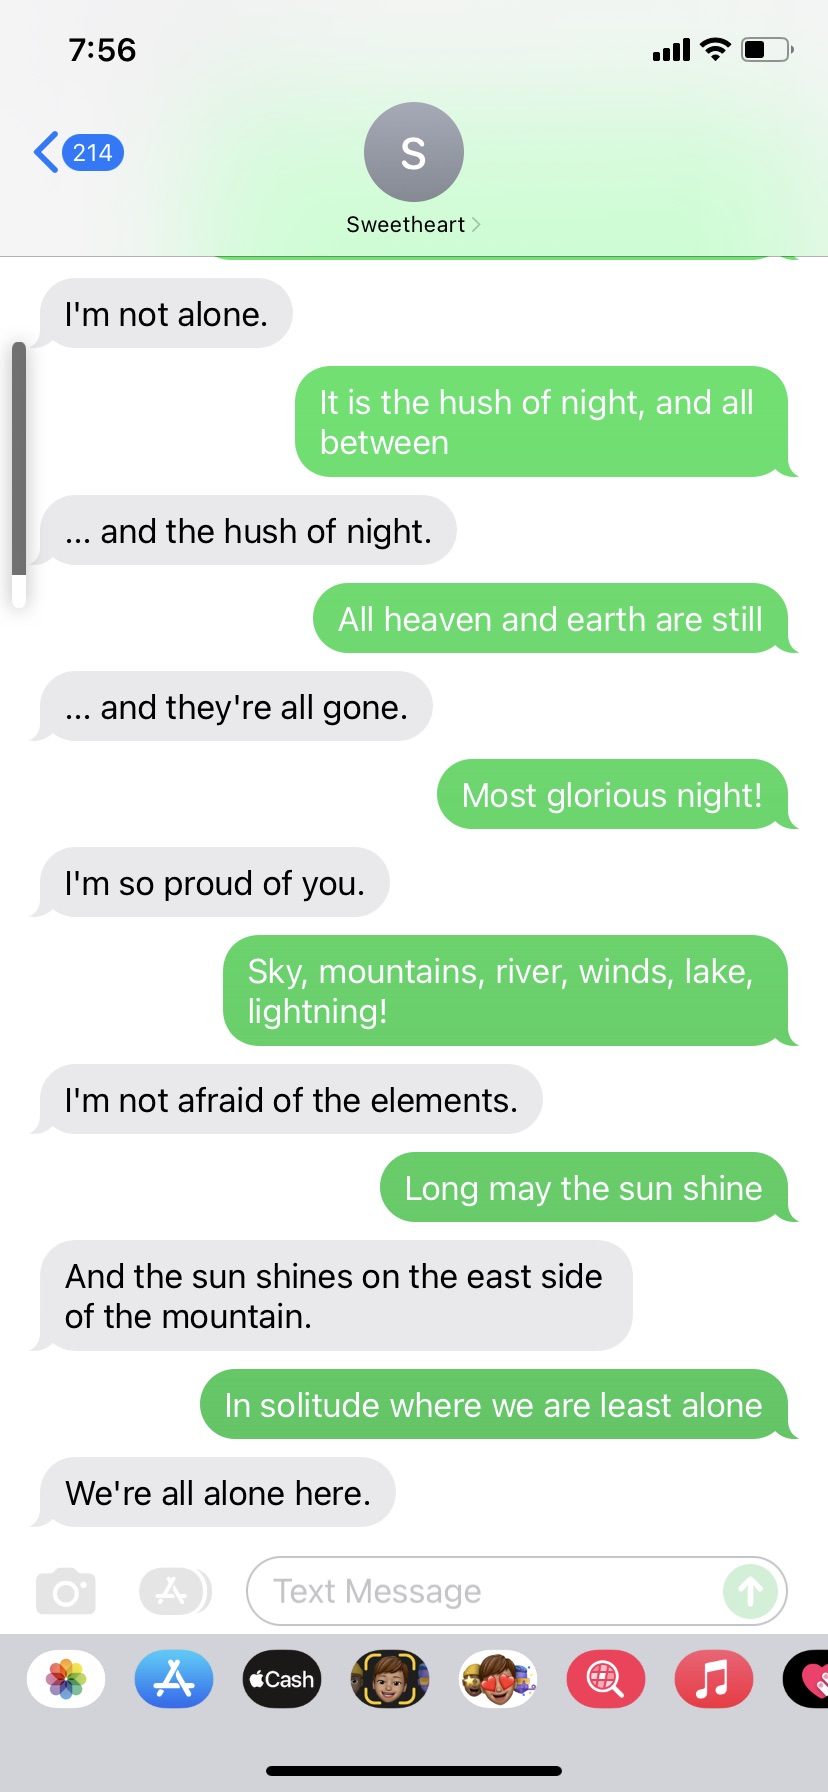 7:56
214
S
Sweetheart
I'm not alone.
It is the hush of night, and all
between
... and the hush of night.
All heaven and earth are still
... and they're all gone.
Most glorious night!
I'm so proud of you.
Sky, mountains, river, winds, lake,
lightning!
I'm not afraid of the elements.
Long may the sun shine
And the sun shines on the east side
of the mountain.
In solitude where we are least alone
We're all alone here.
Text Message
Cash